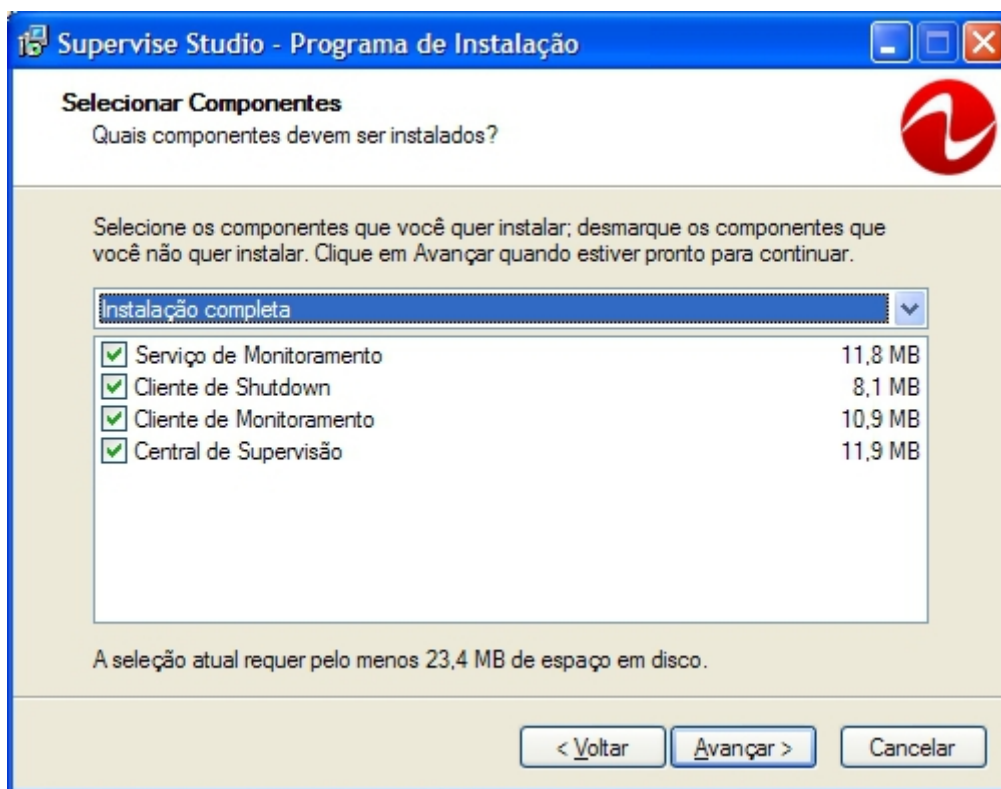 Supervise Studio - Programa de Instalação
Selecionar Componentes
Quais componentes devem ser instalados?
Selecione os componentes que você quer instalar; desmarque os componentes que
você não quer instalar. Clique em Avançar quando estiver pronto para continuar.
Instalação completa
Serviço de Monitoramento 11,8 MB
Cliente de Shutdown 8,1 MB
Cliente de Monitoramento 10,9 MB
Central de Supervisão 11,9 MB
A seleção atual requer pelo menos 23,4 MB de espaço em disco.
< Voltar Avançar > Cancelar